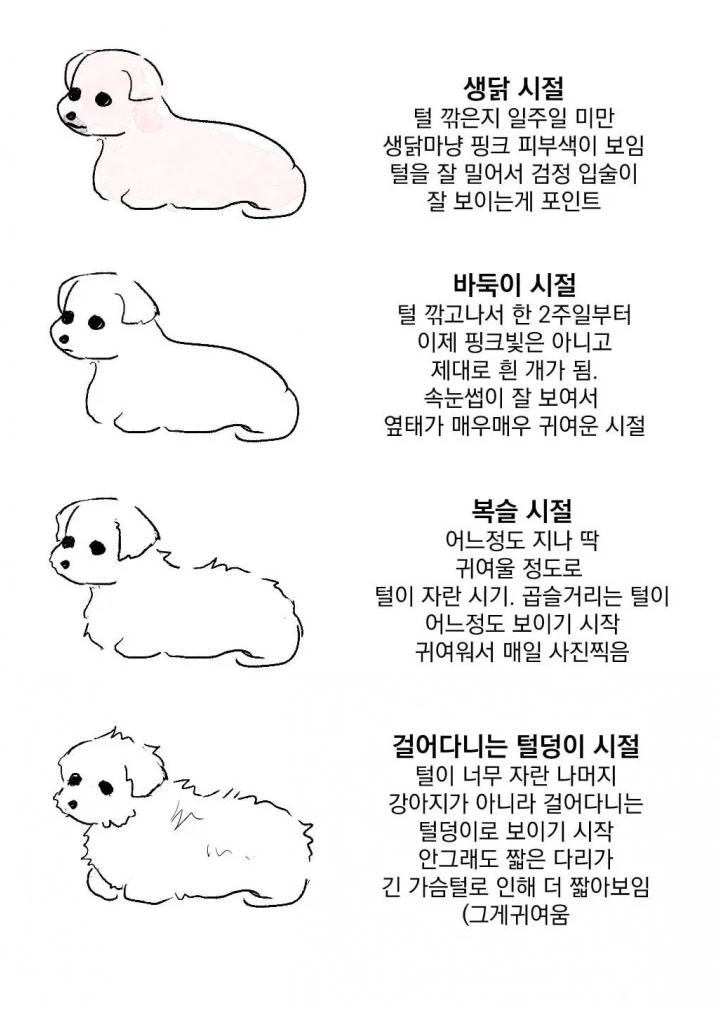 생닭 시절
털 깎은지 일주일 미만
생닭마냥 핑크 피부색이 보임
털을 잘 밀어서 검정 입술이
잘 보이는게 포인트
바둑이 시절
털 깎고나서 한 2주일부터
이제 핑크빛은 아니고
제대로 흰 개가 됨.
속눈썹이 잘 보여서
옆태가 매우매우 귀여운 시절
복슬 시절
어느정도 지나 딱
귀여울 정도로
털이 자란 시기. 곱슬거리는 털이
어느정도 보이기 시작
귀여워서 매일 사진찍음
걸어다니는 털덩이 시절
털이 너무 자란 나머지
강아지가 아니라 걸어다니는
털덩이로 보이기 시작
안그래도 짧은 다리가
긴 가슴털로 인해 더 짧아보임
(그게귀여움